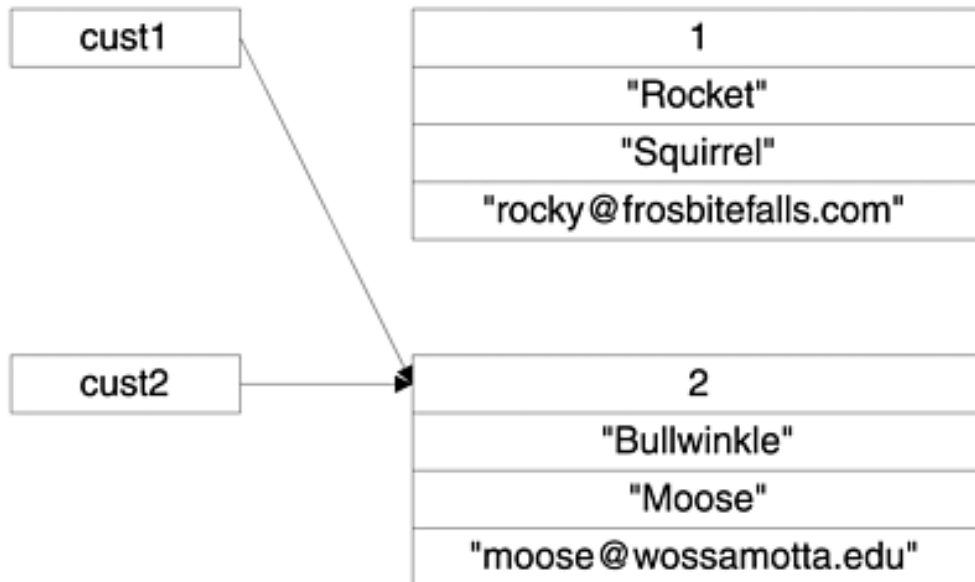 cust1
1
"Rocket"
"Squirrel"
"rocky@frosbitefalls.com"
cust2
2
"Bullwinkle"
"Moose"
"moose@wossamotta.edu"